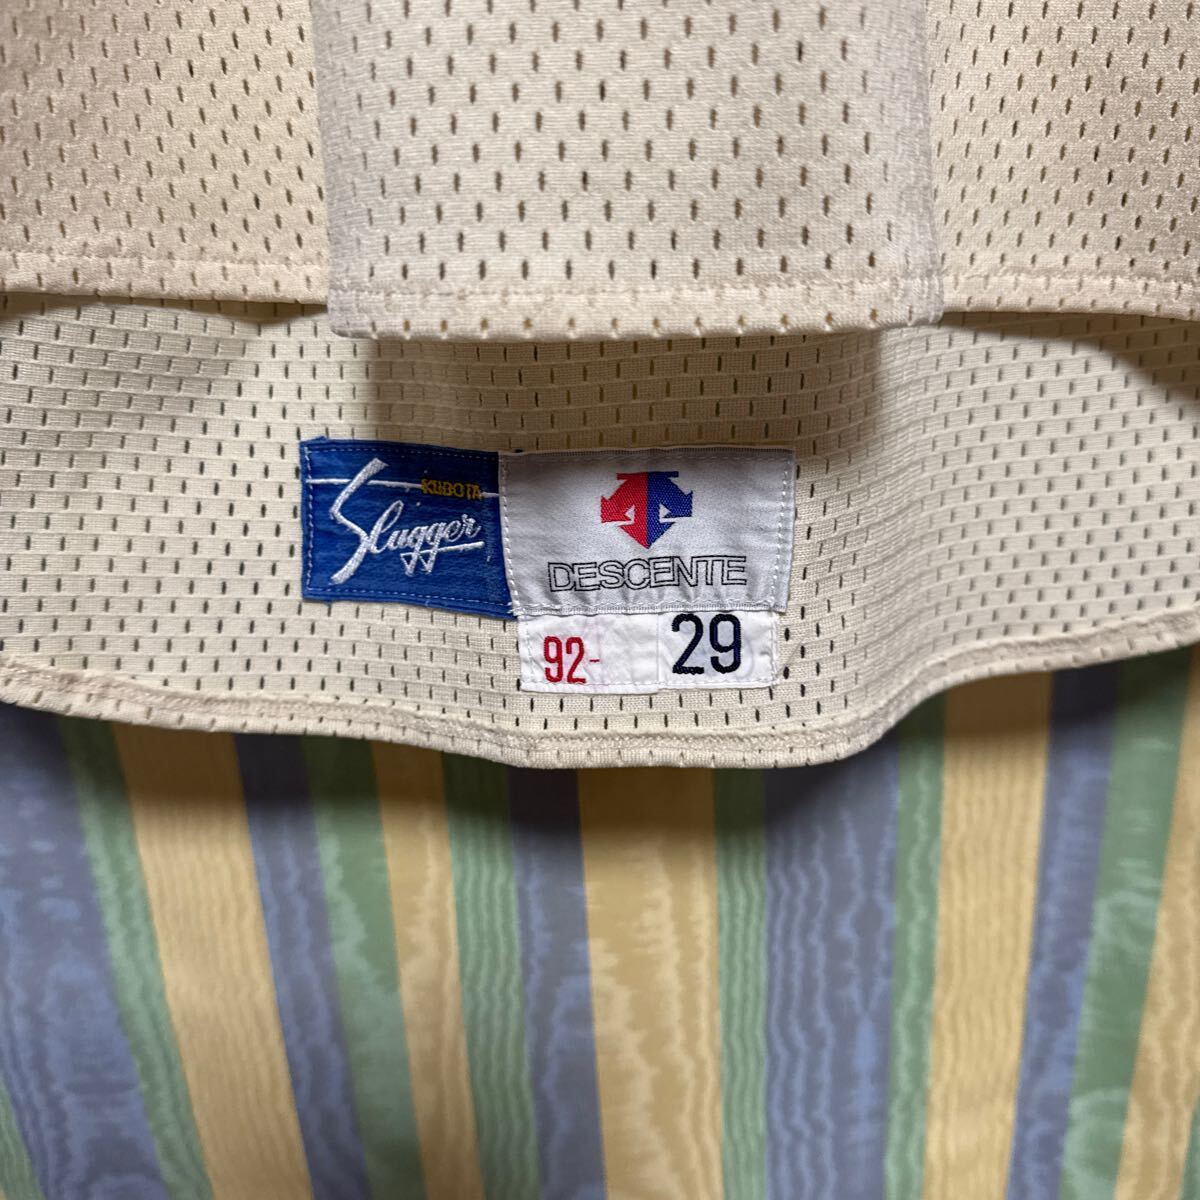 KUBOTA
Slugger
DESCENTE
92- 29